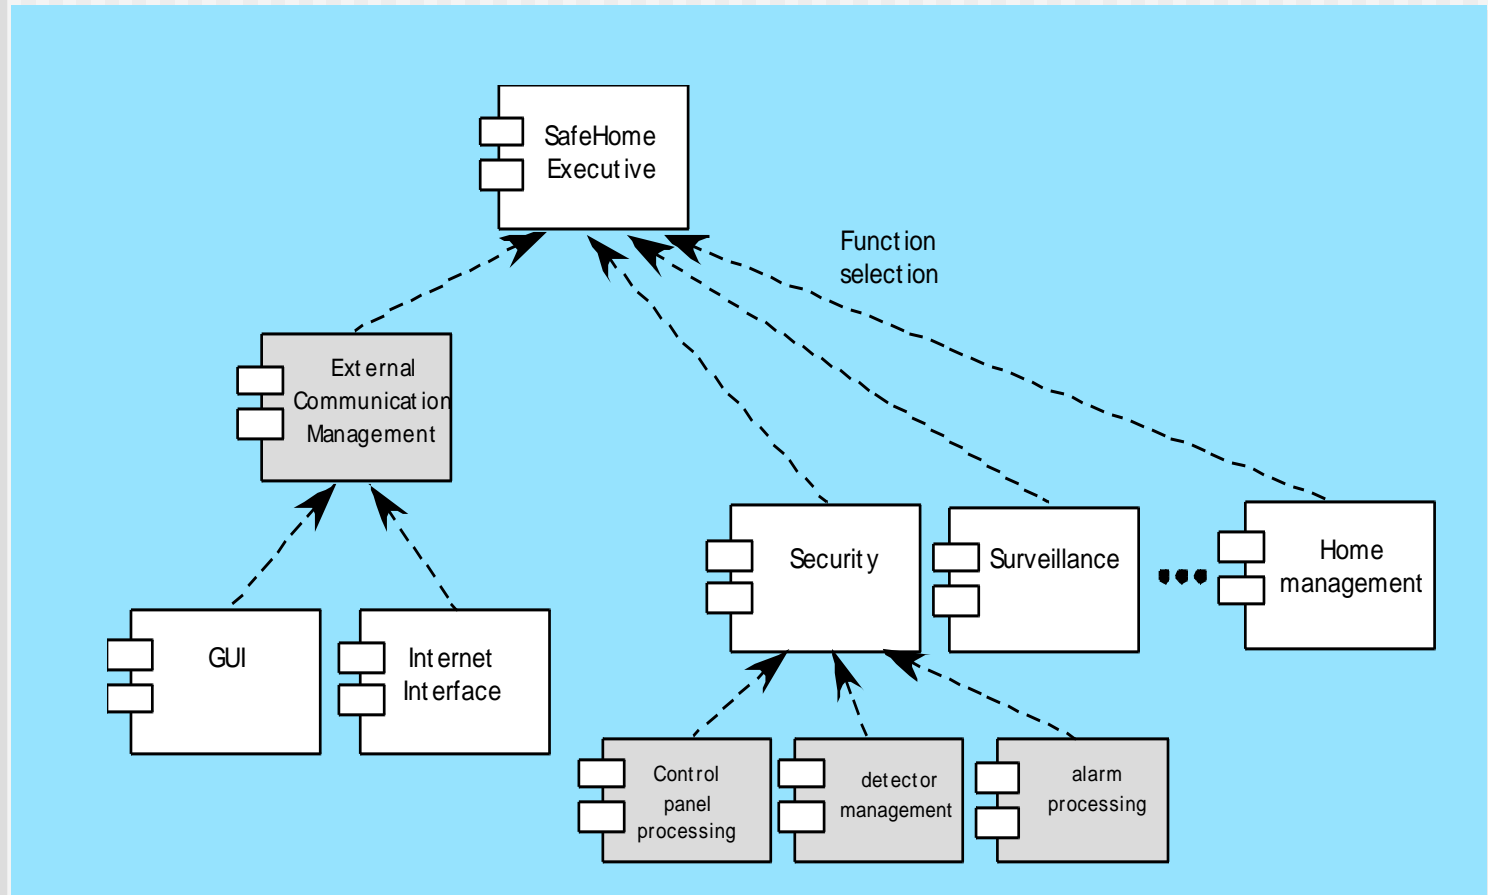 SafeHome
Executive
Function
selection
External
Communication
Management
GUI
Internet
Interface
Security
Surveillance
Home
management
Control
panel
processing
detector
management
alarm
processing